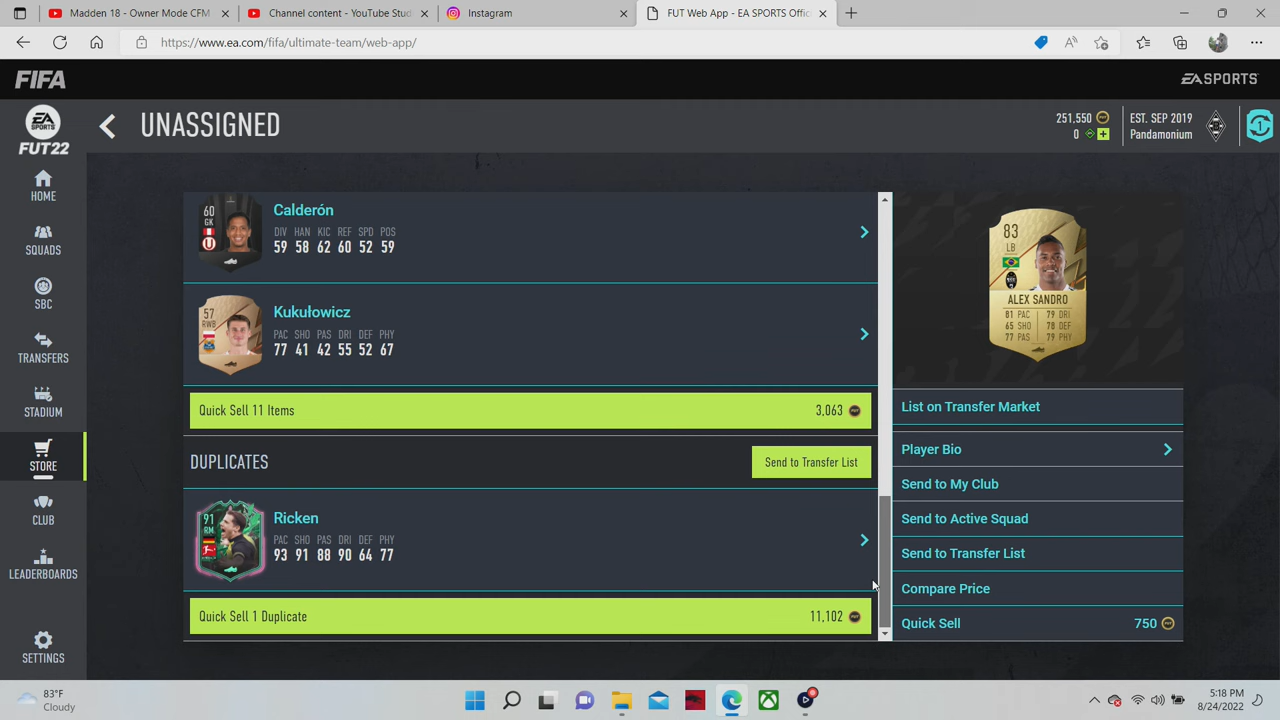 Madden 18 - Owner Mode CFM
Channel content - YouTube Stud
Instagram
FUT Web App - EA SPORTS Offic
https://www.ea.com/fifa/ultimate-team/web-app/
FIFA
EA SPORTS
EA SPORTS
FUT22
UNASSIGNED
251,550
0
EST. SEP 2019
Pandamonium
1
HOME
SQUADS
SBC
TRANSFERS
STADIUM
STORE
CLUB
LEADERBOARDS
SETTINGS
60
GK
Calderón
DIV HAN KIC REF SPD POS
59 58 62 60 52 59
57
RWB
Kukułowicz
PAC SHO PAS DRI DEF PHY
77 41 42 55 52 67
Quick Sell 11 Items 3,063
DUPLICATES
Send to Transfer List
91
RM
Ricken
PAC SHO PAS DRI DEF PHY
93 91 88 90 64 77
Quick Sell 1 Duplicate 11,102
83
LB
ALEX SANDRO
81 PAC 79 DRI
65 SHO 78 DEF
77 PAS 79 PHY
List on Transfer Market
Player Bio
Send to My Club
Send to Active Squad
Send to Transfer List
Compare Price
Quick Sell 750
83°F
Cloudy
5:18 PM
8/24/2022